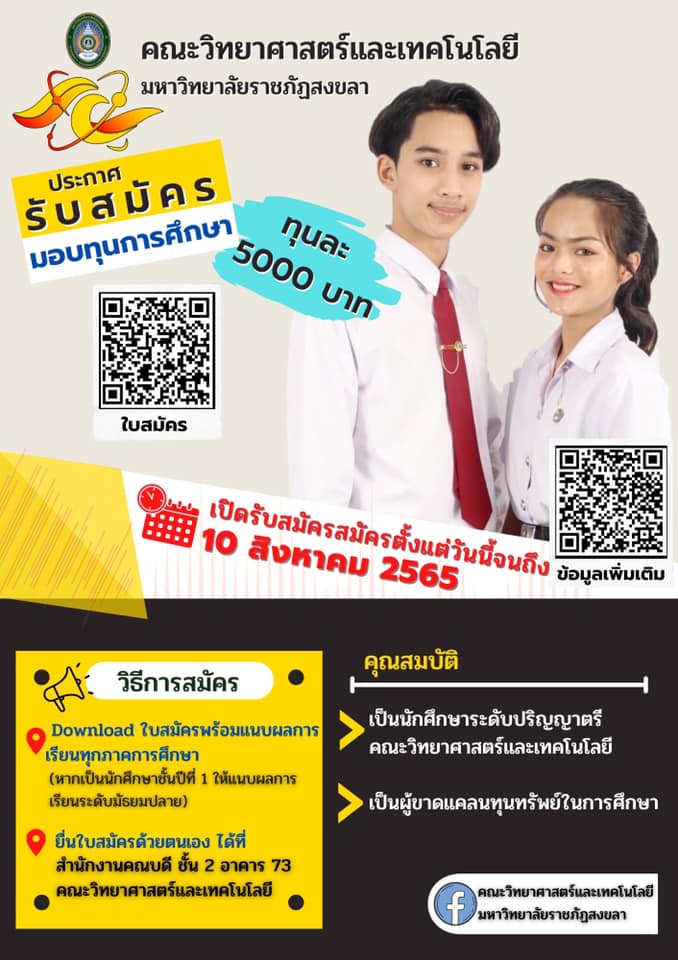 คณะวิทยาศาสตร์และเทคโนโลยี
มหาวิทยาลัยราชภัฏสงขลา
ประกาศ
รับสมัคร
มอบทุนการศึกษา
ทุนละ
5000 บาท
ใบสมัคร
เปิดรับสมัครสมัครตั้งแต่วันนี้จนถึง
10 สิงหาคม 2565
ข้อมูลเพิ่มเติม
วิธีการสมัคร
Download ใบสมัครพร้อมแนบผลการ
เรียนทุกภาคการศึกษา
(หากเป็นนักศึกษาชั้นปีที่ 1 ให้แนบผลการ
เรียนระดับมัธยมปลาย)
ยื่นใบสมัครด้วยตนเอง ได้ที่
สำนักงานคณบดี ชั้น 2 อาคาร 73
คณะวิทยาศาสตร์และเทคโนโลยี
คุณสมบัติ
เป็นนักศึกษาระดับปริญญาตรี
คณะวิทยาศาสตร์และเทคโนโลยี
เป็นผู้ขาดแคลนทุนทรัพย์ในการศึกษา
คณะวิทยาศาสตร์และเทคโนโลยี
มหาวิทยาลัยราชภัฏสงขลา